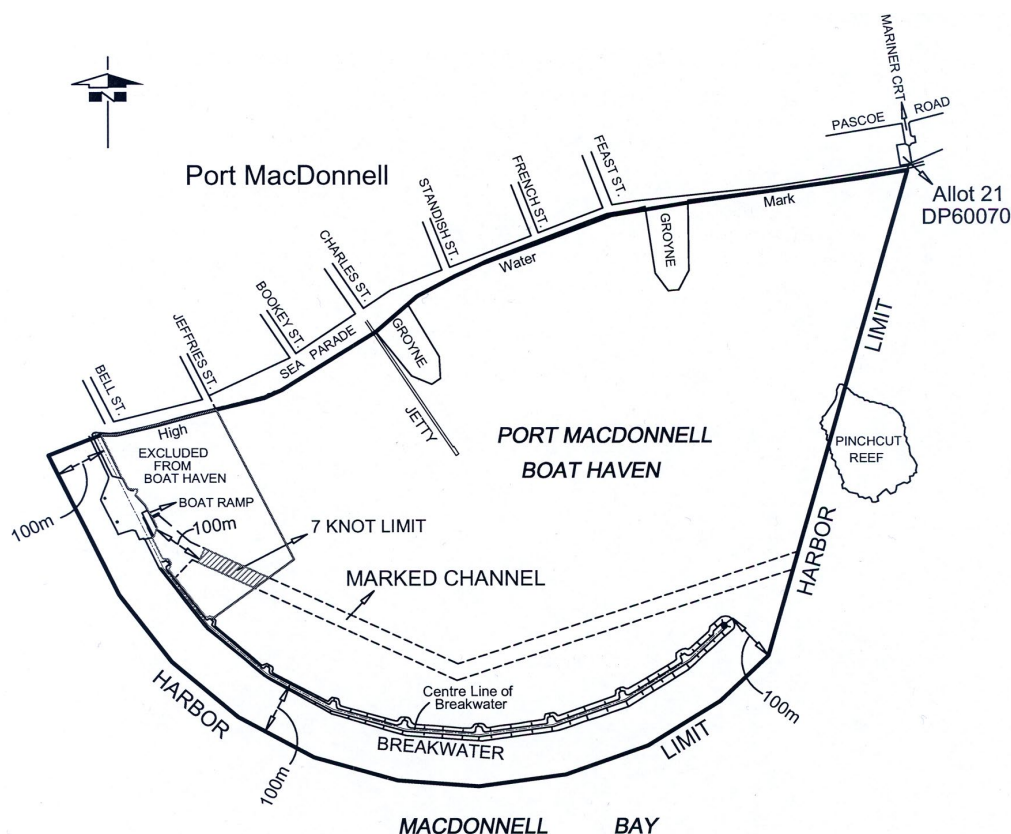 MARINER CRT
PASCOE ROAD
Port MacDonnell
Allot 21
DP60070
FEAST ST.
FRENCH ST.
STANDISH ST.
CHARLES ST.
BOOKEY ST.
JEFFRIES ST.
BELL ST.
SEA PARADE
High
Water
Mark
GROYNE
GROYNE
JETTY
HARBOR
LIMIT
PINCHCUT
REEF
PORT MACDONNELL
BOAT HAVEN
EXCLUDED
FROM
BOAT HAVEN
BOAT RAMP
100m
100m
7 KNOT LIMIT
MARKED CHANNEL
Centre Line of
Breakwater
BREAKWATER
HARBOR
LIMIT
100m
100m
MACDONNELL BAY
N